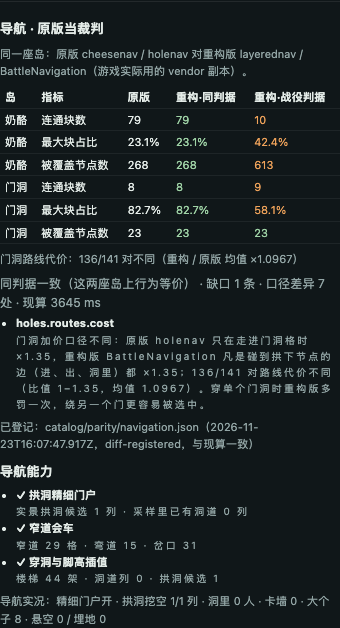 导航 · 原版当裁判
同一座岛：原版 cheesenav / holenav 对重构版 layerednav /
BattleNavigation（游戏实际用的 vendor 副本）。
岛 指标 原版 重构·同判据 重构·战役判据
奶酪 连通块数 79 79 10
奶酪 最大块占比 23.1% 23.1% 42.4%
奶酪 被覆盖节点数 268 268 613
门洞 连通块数 8 8 9
门洞 最大块占比 82.7% 82.7% 58.1%
门洞 被覆盖节点数 23 23 23
门洞路线代价：136/141 对不同（重构 / 原版 均值 ×1.0967）
同判据一致（这两座岛上行为等价） · 缺口 1 条 · 口径差异 7
处 · 现算 3645 ms
• holes.routes.cost
门洞加价口径不同：原版 holenav 只在走进门洞格时
×1.35，重构版 BattleNavigation 凡是碰到拱下节点的
边（进、出、洞里）都 ×1.35；136/141 对路线代价不同
（比值 1–1.35，均值 1.0967）。穿单个门洞时重构版多
罚一次，绕另一个门更容易被选中。
已登记：catalog/parity/navigation.json（2026-11-
23T16:07:47.917Z，diff-registered，与现算一致）
导航能力
• ✓ 拱洞精细门户
实景拱洞候选 1 列 · 采样里已有洞道 0 列
• ✓ 窄道会车
窄道 29 格 · 弯道 15 · 岔口 31
• ✓ 穿洞与脚高插值
楼梯 44 架 · 洞道列 0 · 拱洞候选 1
导航实况：精细门户开 · 拱洞挖空 1/1 列 · 洞里 0 人 · 卡墙 0 · 大个
子 8 · 悬空 0 / 埋地 0